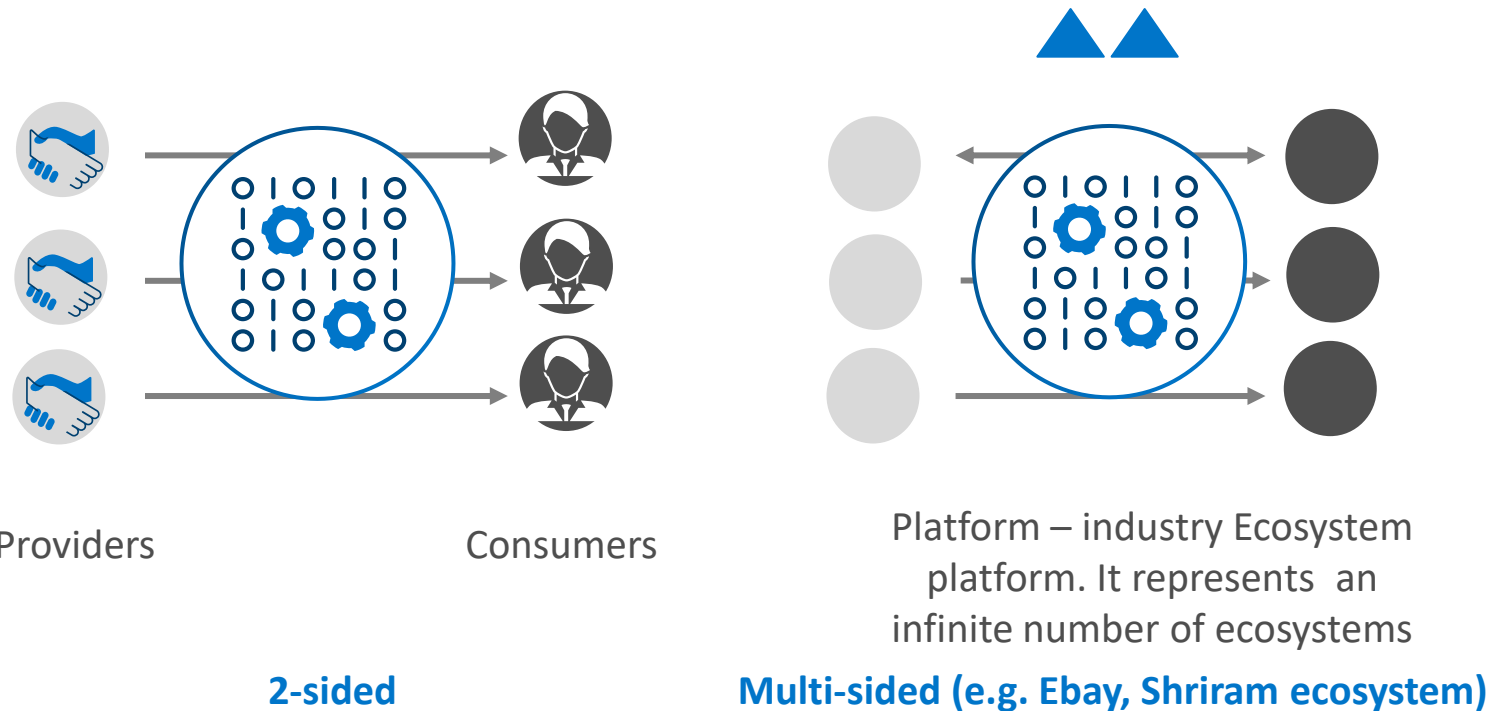 Providers
Consumers
2-sided
Platform – industry Ecosystem
platform. It represents an
infinite number of ecosystems
Multi-sided (e.g. Ebay, Shriram ecosystem)